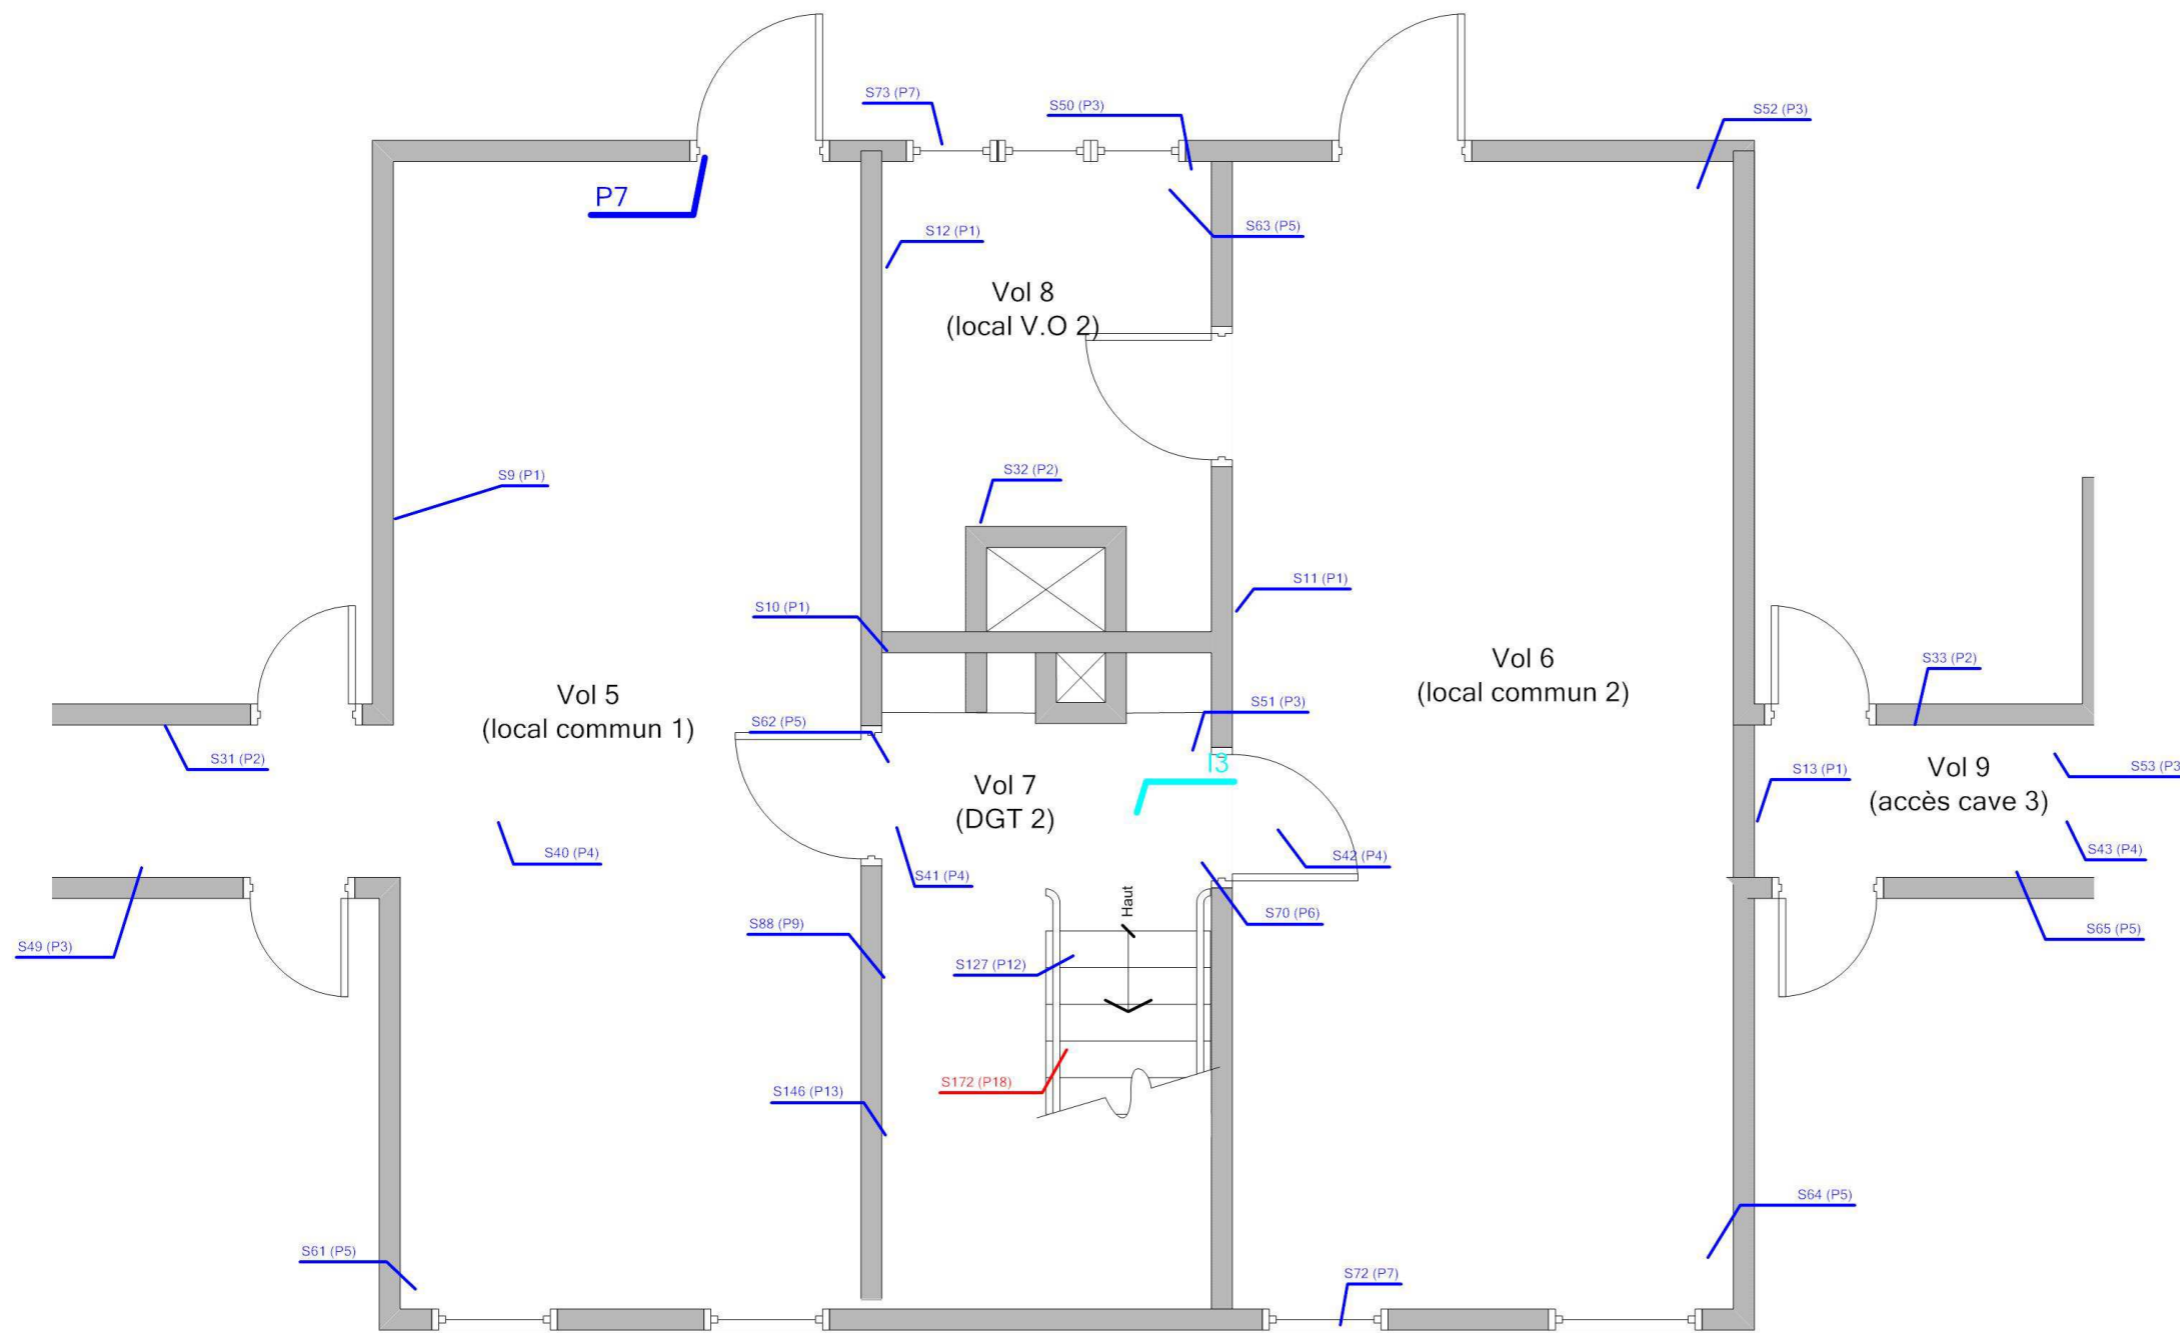 S73 (P7)
S50 (P3)
S52 (P3)
P7
S12 (P1)
S63 (P5)
Vol 8
(local V.O 2)
S9 (P1)
S32 (P2)
S11 (P1)
S10 (P1)
Vol 6
(local commun 2)
S33 (P2)
Vol 5
(local commun 1)
S62 (P5)
S51 (P3)
S31 (P2)
I3
Vol 7
(DGT 2)
S13 (P1)
Vol 9
(accès cave 3)
S53 (P3
S40 (P4)
S41 (P4)
S42 (P4)
S43 (P4)
Haut
S49 (P3)
S88 (P9)
S70 (P6)
S65 (P5)
S127 (P12)
S172 (P18)
S146 (P13)
S64 (P5)
S61 (P5)
S72 (P7)